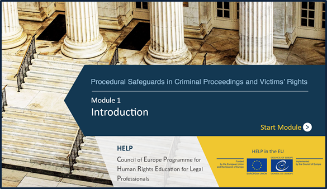 Procedural Safeguards in Criminal Proceedings and Victims' Rights
Module 1
Introduction
Start Module
HELP
Council of Europe Programme for
Human Rights Education for Legal
Professionals
HELP in the EU